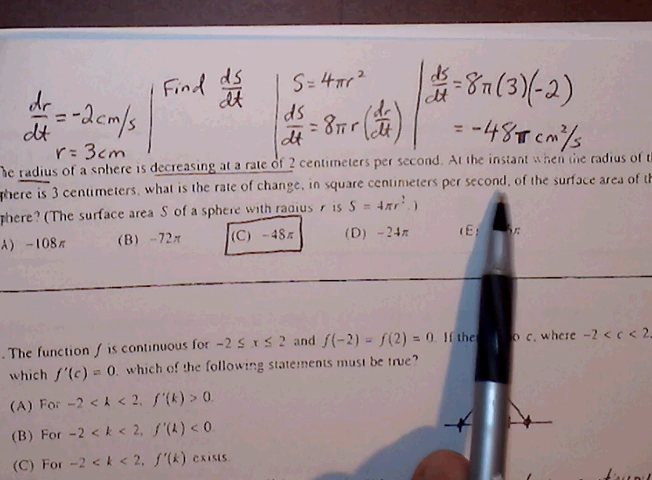 dr/dt = -2cm/s
r = 3cm
Find dS/dt
S = 4πr²
dS/dt = 8πr(dr/dt)
dS/dt = 8π(3)(-2)
= -48π cm²/s
he radius of a sphere is decreasing at a rate of 2 centimeters per second. At the instant when the radius of t
phere is 3 centimeters, what is the rate of change, in square centimeters per second, of the surface area of th
phere? (The surface area S of a sphere with radius r is S = 4πr².)
A) -108π
(B) -72π
(C) -48π
(D) -24π
(E)
. The function f is continuous for -2 ≤ x ≤ 2 and f(-2) = f(2) = 0. If the o c, where -2 < c < 2,
which f'(c) = 0, which of the following statements must be true?
(A) For -2 < k < 2, f'(k) > 0.
(B) For -2 < k < 2, f'(k) < 0.
(C) For -2 < k < 2, f'(k) exists.